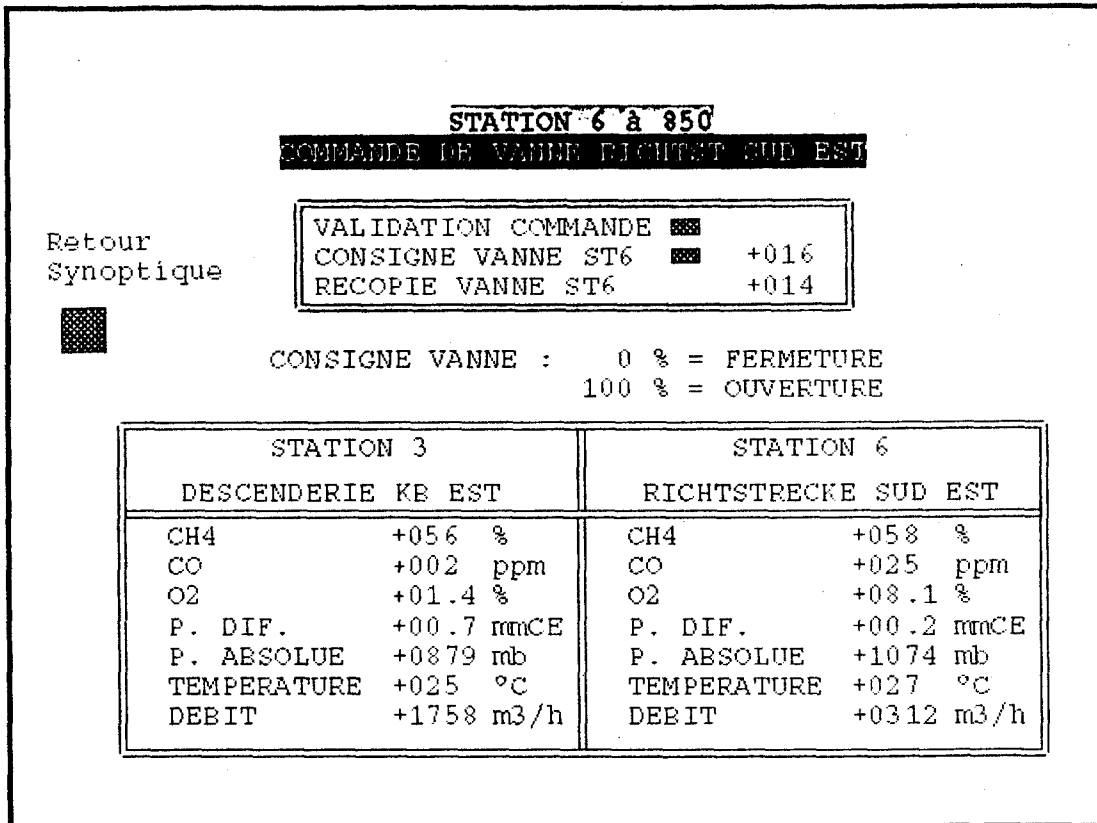 STATION 6 à 850
COMMANDE DE VANNE RICHTST SUD EST
Retour
Synoptique
VALIDATION COMMANDE
CONSIGNE VANNE ST6 +016
RECOPIE VANNE ST6 +014
CONSIGNE VANNE : 0 % = FERMETURE
100 % = OUVERTURE
STATION 3
DESCENDERIE KB EST
CH4 +056 %
CO +002 ppm
O2 +01.4 %
P. DIF. +00.7 mmCE
P. ABSOLUE +0879 mb
TEMPERATURE +025 °C
DEBIT +1758 m3/h
STATION 6
RICHTSTRECKE SUD EST
CH4 +058 %
CO +025 ppm
O2 +08.1 %
P. DIF. +00.2 mmCE
P. ABSOLUE +1074 mb
TEMPERATURE +027 °C
DEBIT +0312 m3/h